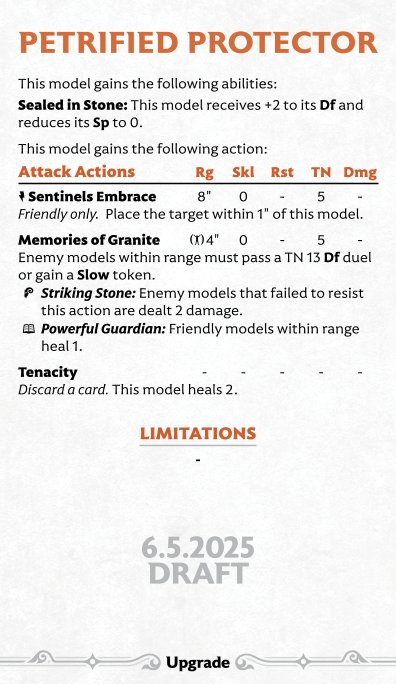 PETRIFIED PROTECTOR
This model gains the following abilities:
Sealed in Stone: This model receives +2 to its Df and
reduces its Sp to 0.
This model gains the following action:
Attack Actions Rg Skl Rst TN Dmg
Sentinels Embrace 8" 0 - 5 -
Friendly only. Place the target within 1" of this model.
Memories of Granite 4" 0 - 5 -
Enemy models within range must pass a TN 13 Df duel
or gain a Slow token.
Striking Stone: Enemy models that failed to resist
this action are dealt 2 damage.
Powerful Guardian: Friendly models within range
heal 1.
Tenacity - - - - -
Discard a card. This model heals 2.
LIMITATIONS
-
6.5.2025
DRAFT
Upgrade